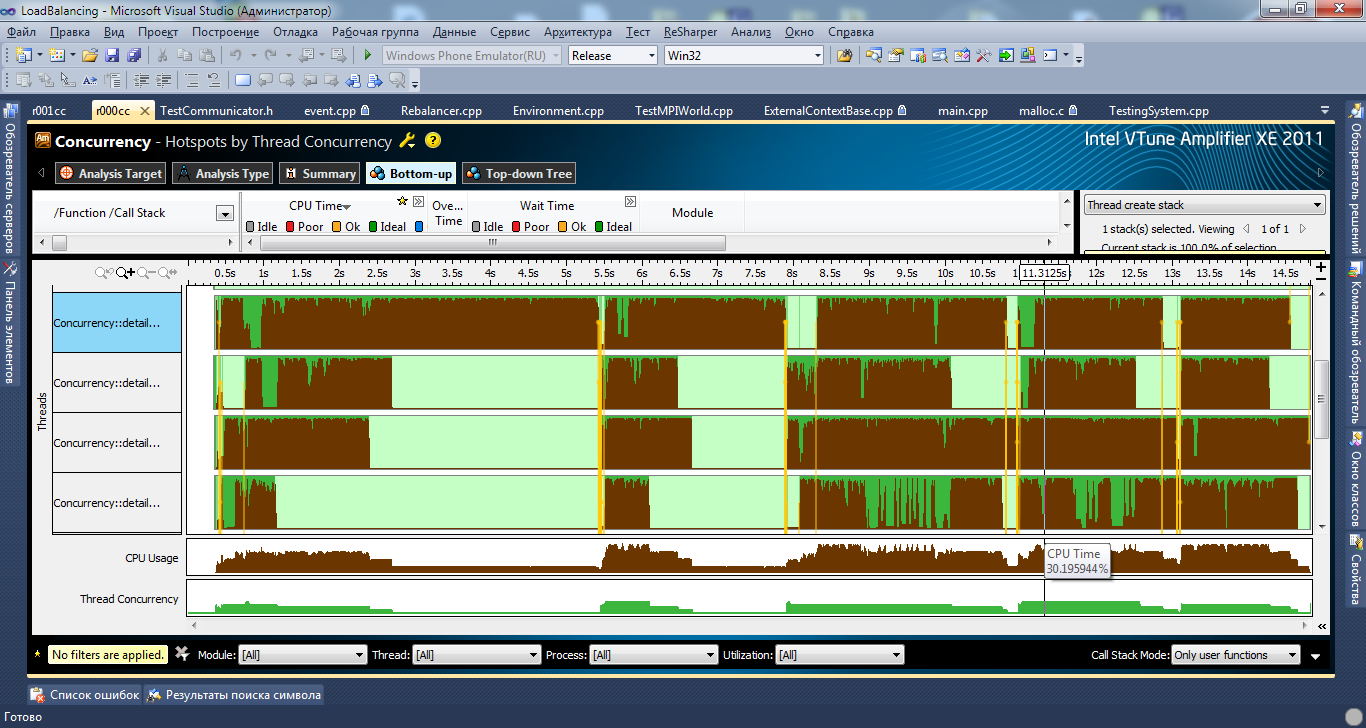 LoadBalancing - Microsoft Visual Studio (Администратор)
Файл Правка Вид Проект Построение Отладка Рабочая группа Данные Сервис Архитектура Тест ReSharper Анализ Окно Справка
Windows Phone Emulator(RU) Release Win32
r001cc r000cc TestCommunicator.h event.cpp Rebalancer.cpp Environment.cpp TestMPIWorld.cpp ExternalContextBase.cpp main.cpp malloc.c TestingSystem.cpp
Обозреватель серверов
Панель элементов
Concurrency - Hotspots by Thread Concurrency ?
Intel VTune Amplifier XE 2011
Analysis Target Analysis Type Summary Bottom-up Top-down Tree
/Function /Call Stack
CPU Time
Idle Poor Ok Ideal
Ove...
Time
Wait Time
Idle Poor Ok Ideal
Module
Thread create stack
1 stack(s) selected. Viewing 1 of 1
Current stack is 100.0% of selection
0.5s 1s 1.5s 2s 2.5s 3s 3.5s 4s 4.5s 5s 5.5s 6s 6.5s 7s 7.5s 8s 8.5s 9s 9.5s 10s 10.5s 11.3125s 12s 12.5s 13s 13.5s 14s 14.5s
Threads
Concurrency::detail...
Concurrency::detail...
Concurrency::detail...
Concurrency::detail...
CPU Usage
CPU Time
30.195944%
Thread Concurrency
No filters are applied. Module: [All] Thread: [All] Process: [All] Utilization: [All] Call Stack Mode: Only user functions
Обозреватель решений
Командный обозреватель
Окно классов
Свойства
Список ошибок Результаты поиска символа
Готово